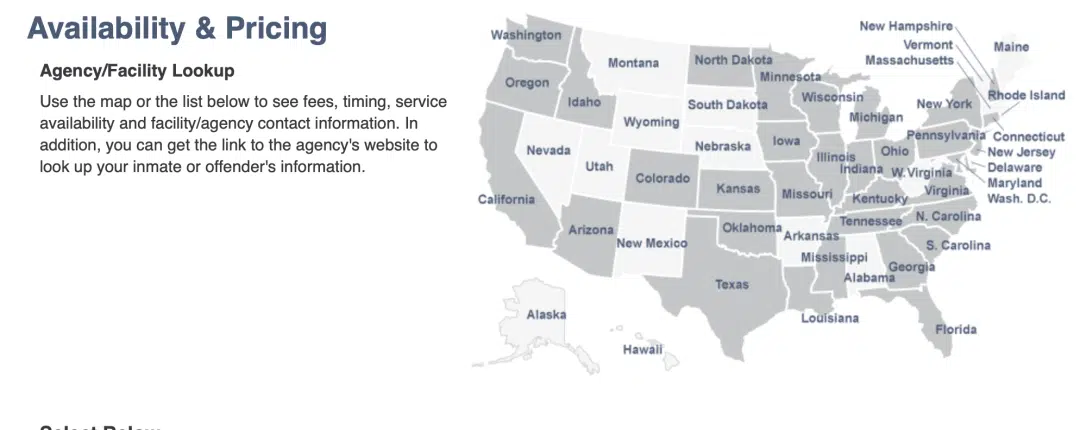 Availability & Pricing
Agency/Facility Lookup
Use the map or the list below to see fees, timing, service
availability and facility/agency contact information. In
addition, you can get the link to the agency's website to
look up your inmate or offender's information.
Washington
Oregon
Idaho
Montana
North Dakota
Minnesota
Wisconsin
Michigan
New Hampshire
Vermont
Massachusetts
Maine
Rhode Island
New York
Wyoming
South Dakota
Nebraska
Iowa
Illinois
Indiana
Ohio
Pennsylvania
Connecticut
New Jersey
Delaware
Maryland
Wash. D.C.
W.Virginia
Virginia
Nevada
Utah
Colorado
Kansas
Missouri
Kentucky
California
Arizona
New Mexico
Oklahoma
Arkansas
Tennessee
N. Carolina
S. Carolina
Mississippi
Alabama
Georgia
Texas
Louisiana
Florida
Alaska
Hawaii
Select Below